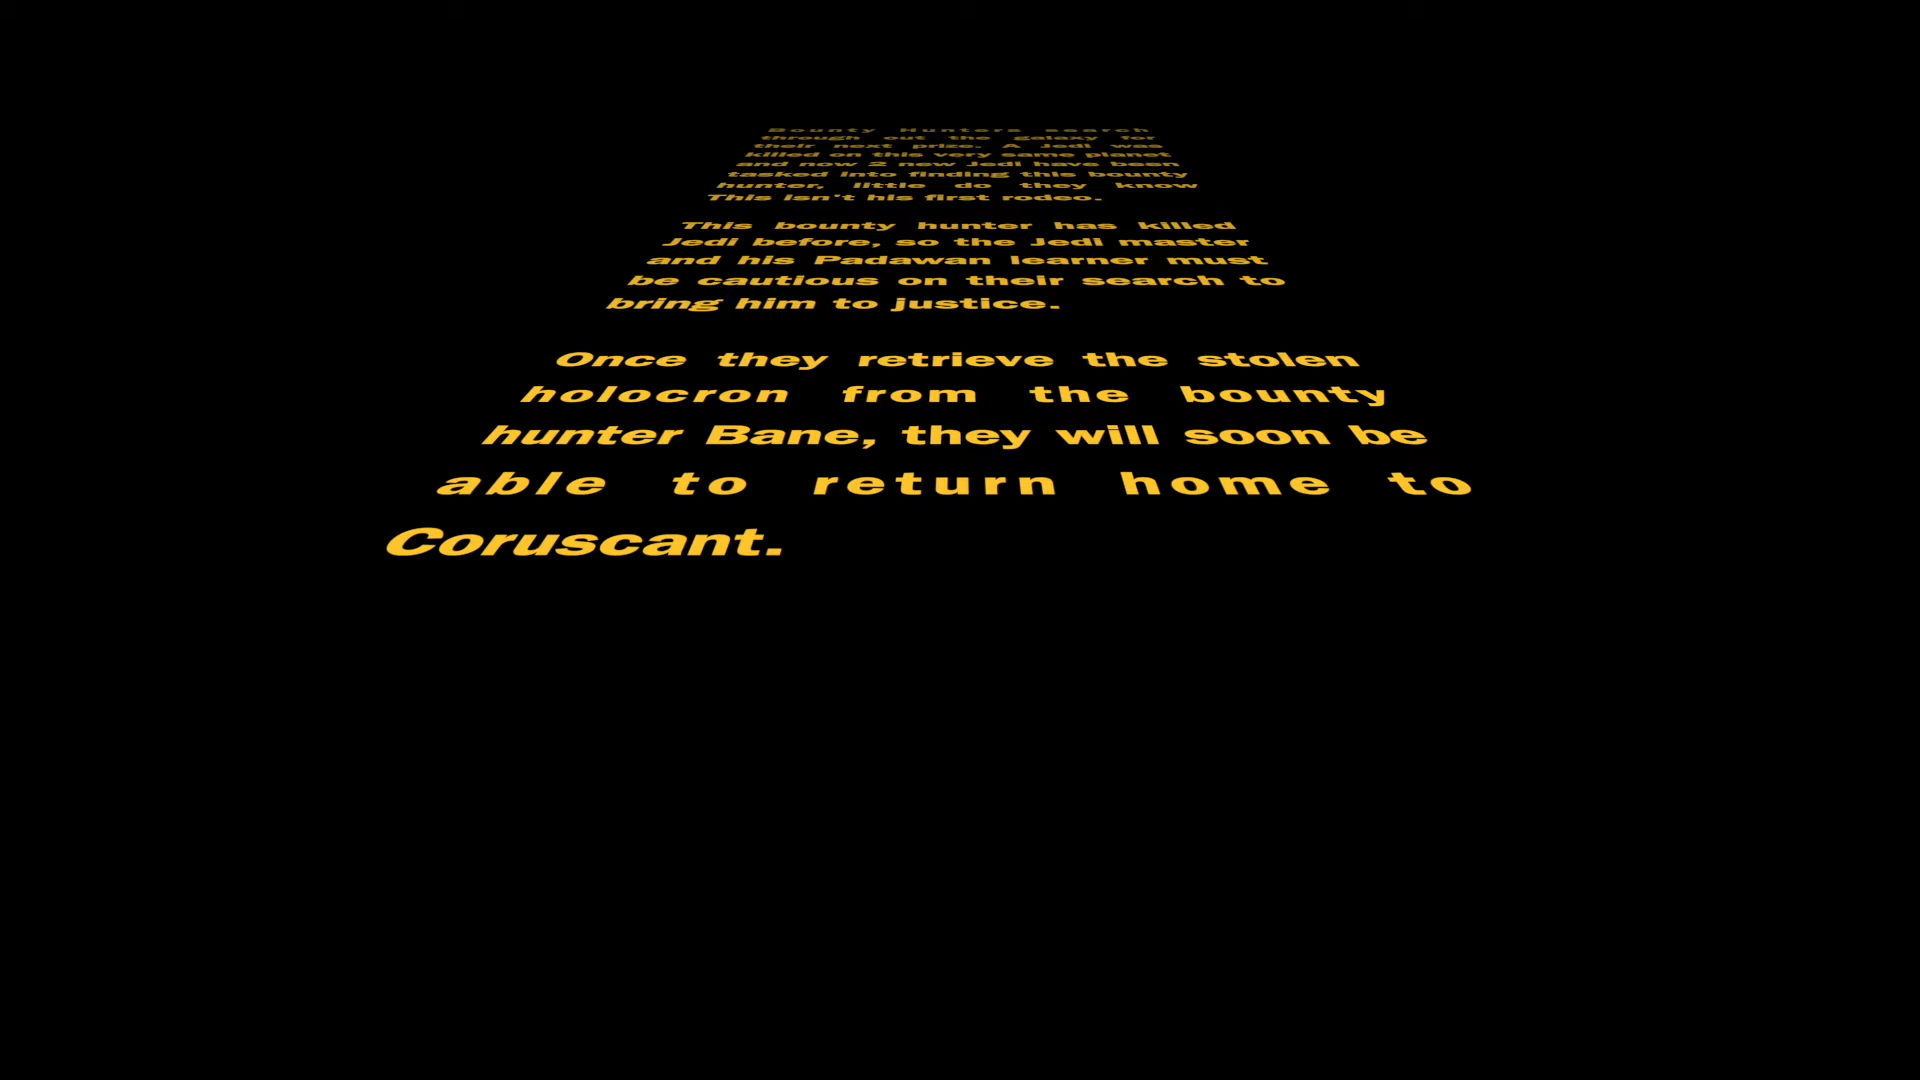 Bounty Hunters search
through out the galaxy for
their next prize. A Jedi was
killed on this very same planet
and now 2 new Jedi have been
tasked into finding this bounty
hunter, little do they know
This isn't his first rodeo.
This bounty hunter has killed
Jedi before, so the Jedi master
and his Padawan learner must
be cautious on their search to
bring him to justice.
Once they retrieve the stolen
holocron from the bounty
hunter Bane, they will soon be
able to return home to
Coruscant.